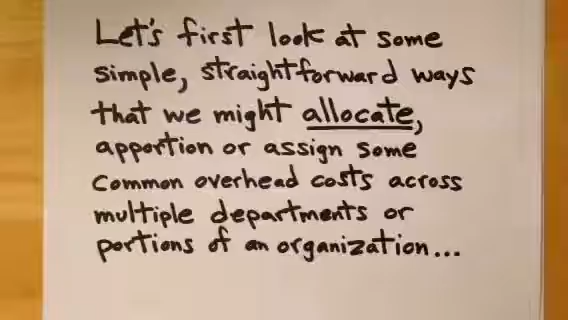 Let's first look at some
simple, straightforward ways
that we might allocate,
apportion or assign some
common overhead costs across
multiple departments or
portions of an organization...